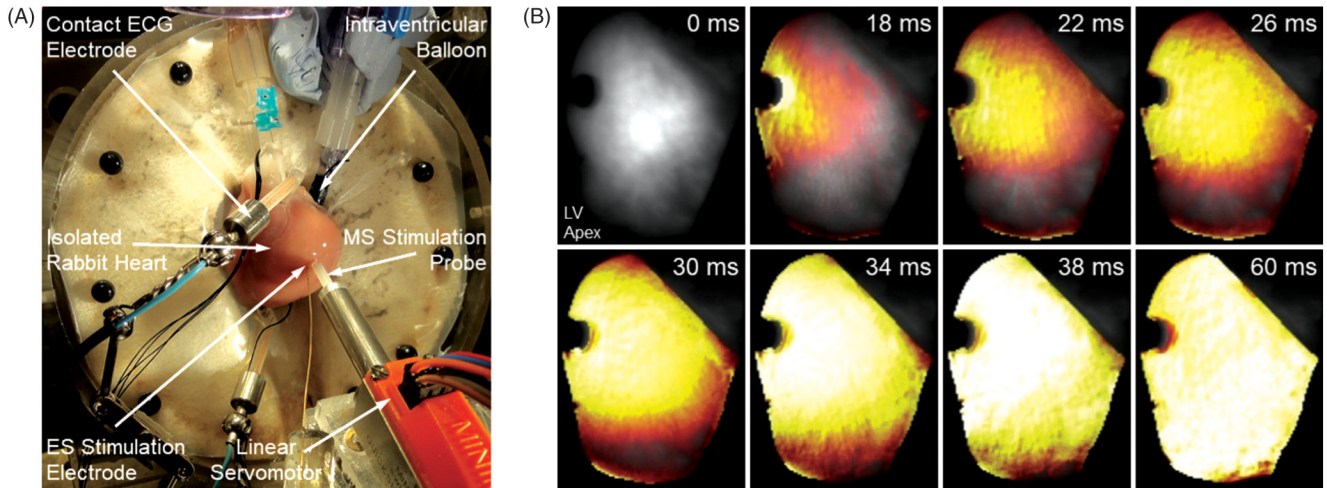 (A)
Contact ECG
Electrode
Intraventricular
Balloon
Isolated
Rabbit Heart
MS Stimulation
Probe
ES Stimulation
Electrode
Linear
Servomotor
MINI
(B)
0 ms
18 ms
22 ms
26 ms
LV
Apex
30 ms
34 ms
38 ms
60 ms